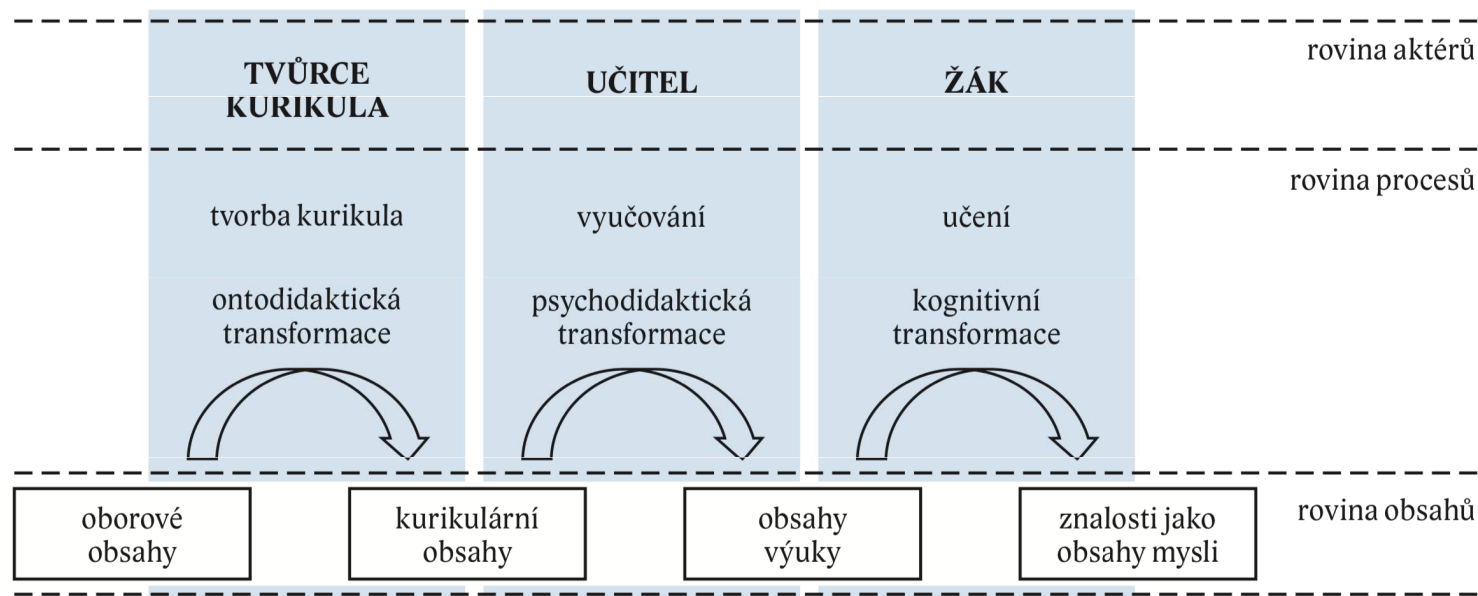 rovina aktérů
TVŮRCE
KURIKULA
UČITEL
ŽÁK
rovina procesů
tvorba kurikula
vyučování
učení
ontodidaktická
transformace
psychodidaktická
transformace
kognitivní
transformace
rovina obsahů
oborové
obsahy
kurikulární
obsahy
obsahy
výuky
znalosti jako
obsahy mysli